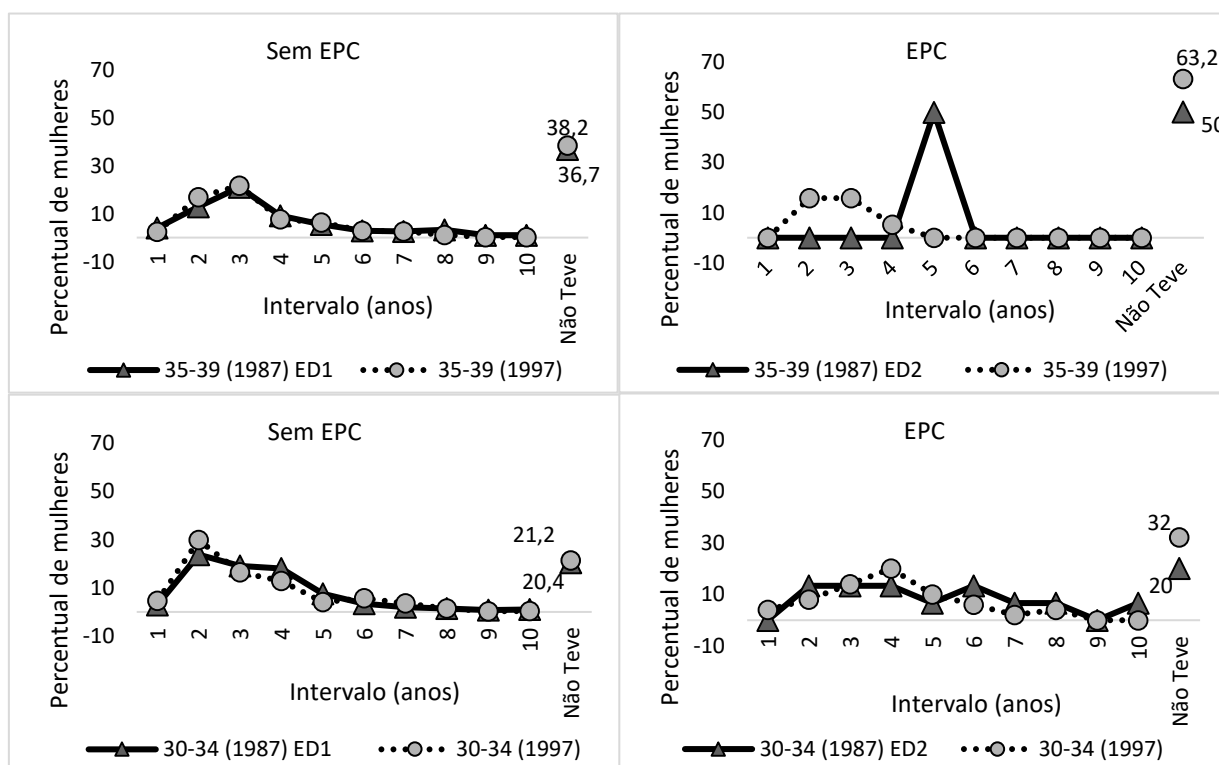 Sem EPC
Percentual de mulheres
70
50
30
10
-10
38,2
36,7
1 2 3 4 5 6 7 8 9 10 Não Teve
Intervalo (anos)
35-39 (1987) ED1 35-39 (1997)
EPC
Percentual de mulheres
70
50
30
10
-10
63,2
50
1 2 3 4 5 6 7 8 9 10 Não Teve
Intervalo (anos)
35-39 (1987) ED2 35-39 (1997)
Sem EPC
Percentual de mulheres
70
50
30
10
-10
21,2
20,4
1 2 3 4 5 6 7 8 9 10 Não Teve
Intervalo (anos)
30-34 (1987) ED1 30-34 (1997)
EPC
Percentual de mulheres
70
50
30
10
-10
32
20
1 2 3 4 5 6 7 8 9 10 Não Teve
Intervalo (anos)
30-34 (1987) ED2 30-34 (1997)